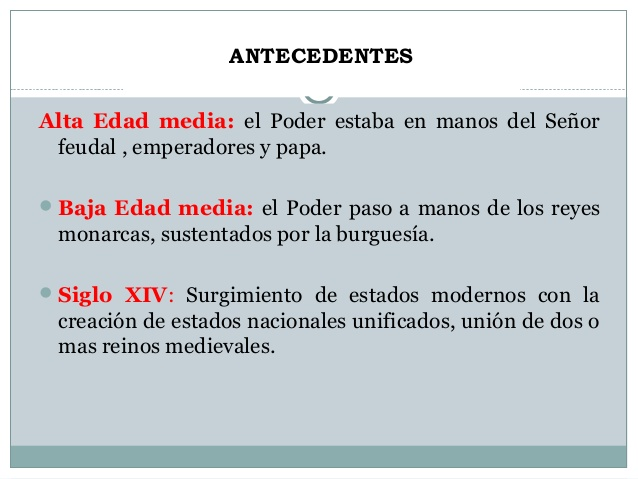 ANTECEDENTES
Alta Edad media: el Poder estaba en manos del Señor
feudal , emperadores y papa.
Baja Edad media: el Poder paso a manos de los reyes
monarcas, sustentados por la burguesía.
Siglo XIV: Surgimiento de estados modernos con la
creación de estados nacionales unificados, unión de dos o
mas reinos medievales.